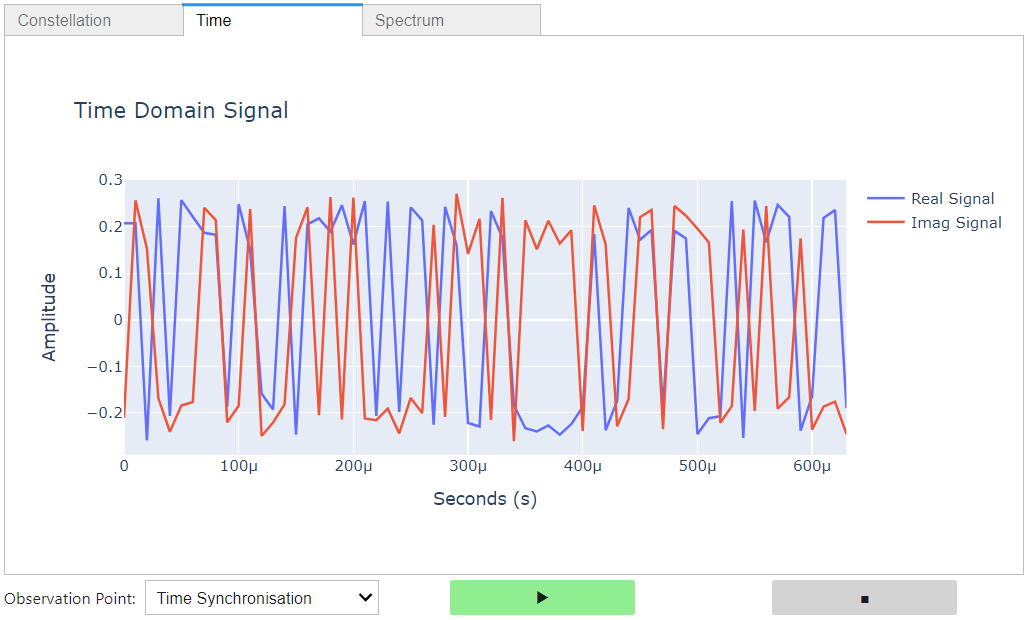 Constellation
Time
Spectrum
Time Domain Signal
Real Signal
Imag Signal
0.3
0.2
0.1
0
−0.1
−0.2
Amplitude
0 100μ 200μ 300μ 400μ 500μ 600μ
Seconds (s)
Observation Point: Time Synchronisation